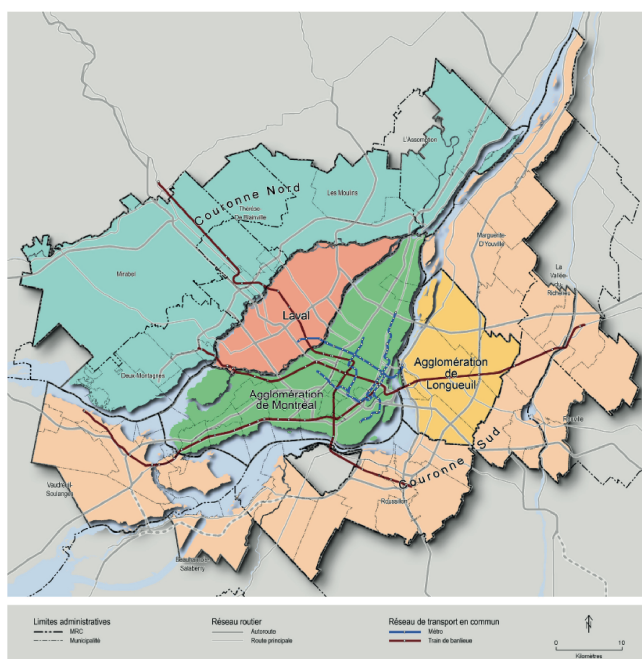 L'Assomption
Couronne Nord
Les Moulins
Thérèse
De Blainville
Marguerite-
D'Youville
Mirabel
La
Vallée-
du-
Richelieu
Laval
Agglomération
de
Longueuil
Deux-Montagnes
Agglomération
de Montréal
Rouville
Couronne Sud
Vaudreuil-
Soulanges
Roussillon
Beauharnois-
Salaberry
Limites administratives
MRC
Municipalité
Réseau routier
Autoroute
Route principale
Réseau de transport en commun
Métro
Train de banlieue
N
0 10
Kilomètres